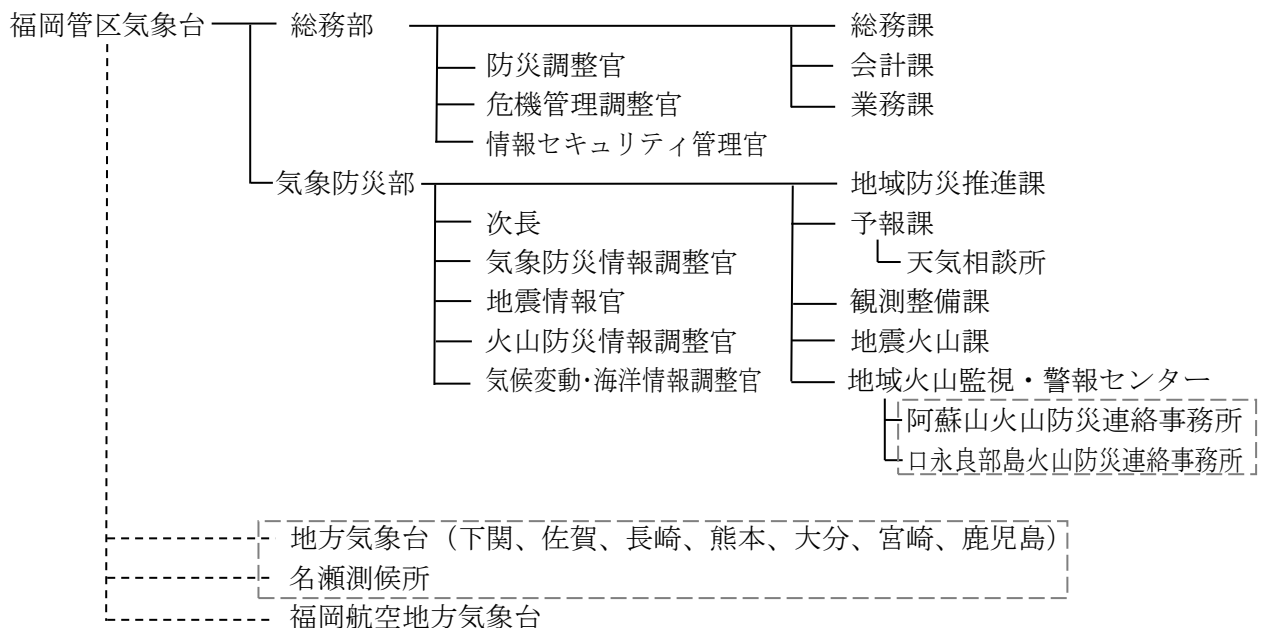 福岡管区気象台 総務部 総務課
防災調整官 会計課
危機管理調整官 業務課
情報セキュリティ管理官
気象防災部 地域防災推進課
次長 予報課
気象防災情報調整官 天気相談所
地震情報官 観測整備課
火山防災情報調整官 地震火山課
気候変動・海洋情報調整官 地域火山監視・警報センター
阿蘇山火山防災連絡事務所
口永良部島火山防災連絡事務所
地方気象台（下関、佐賀、長崎、熊本、大分、宮崎、鹿児島）
名瀬測候所
福岡航空地方気象台